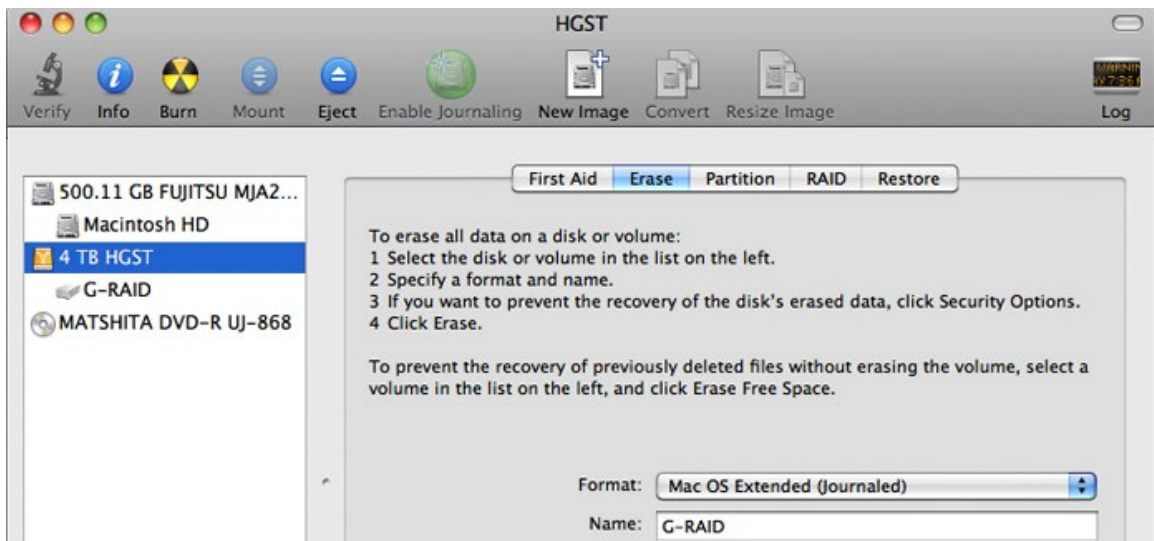 HGST
Verify Info Burn Mount Eject Enable Journaling New Image Convert Resize Image Log
First Aid Erase Partition RAID Restore
500.11 GB FUJITSU MJA2...
Macintosh HD
4 TB HGST
G-RAID
MATSHITA DVD-R UJ-868
To erase all data on a disk or volume:
1 Select the disk or volume in the list on the left.
2 Specify a format and name.
3 If you want to prevent the recovery of the disk's erased data, click Security Options.
4 Click Erase.
To prevent the recovery of previously deleted files without erasing the volume, select a
volume in the list on the left, and click Erase Free Space.
Format: Mac OS Extended (Journaled)
Name: G-RAID